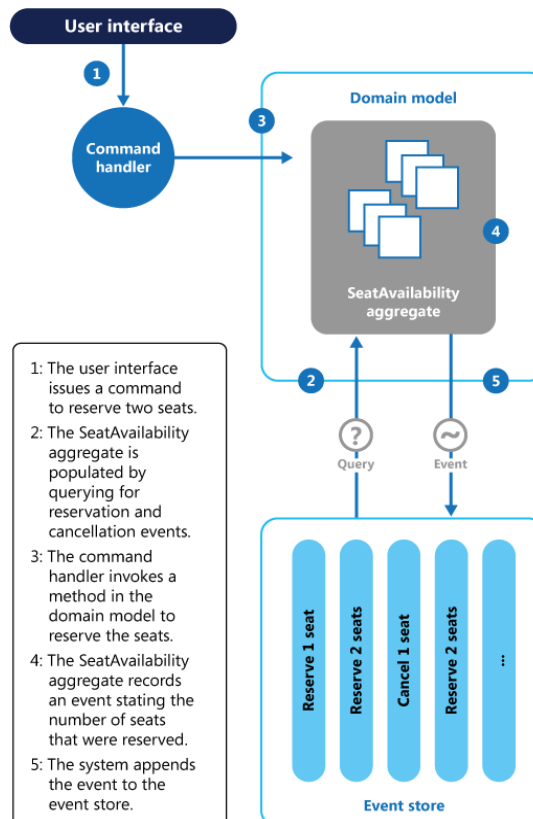 User interface
1
Domain model
3
Command
handler
4
SeatAvailability
aggregate
2
5
?
~
Query
Event
1: The user interface
issues a command
to reserve two seats.
2: The SeatAvailability
aggregate is
populated by
querying for
reservation and
cancellation events.
3: The command
handler invokes a
method in the
domain model to
reserve the seats.
4: The SeatAvailability
aggregate records
an event stating the
number of seats
that were reserved.
5: The system appends
the event to the
event store.
Reserve 1 seat
Reserve 2 seats
Cancel 1 seat
Reserve 2 seats
...
Event store